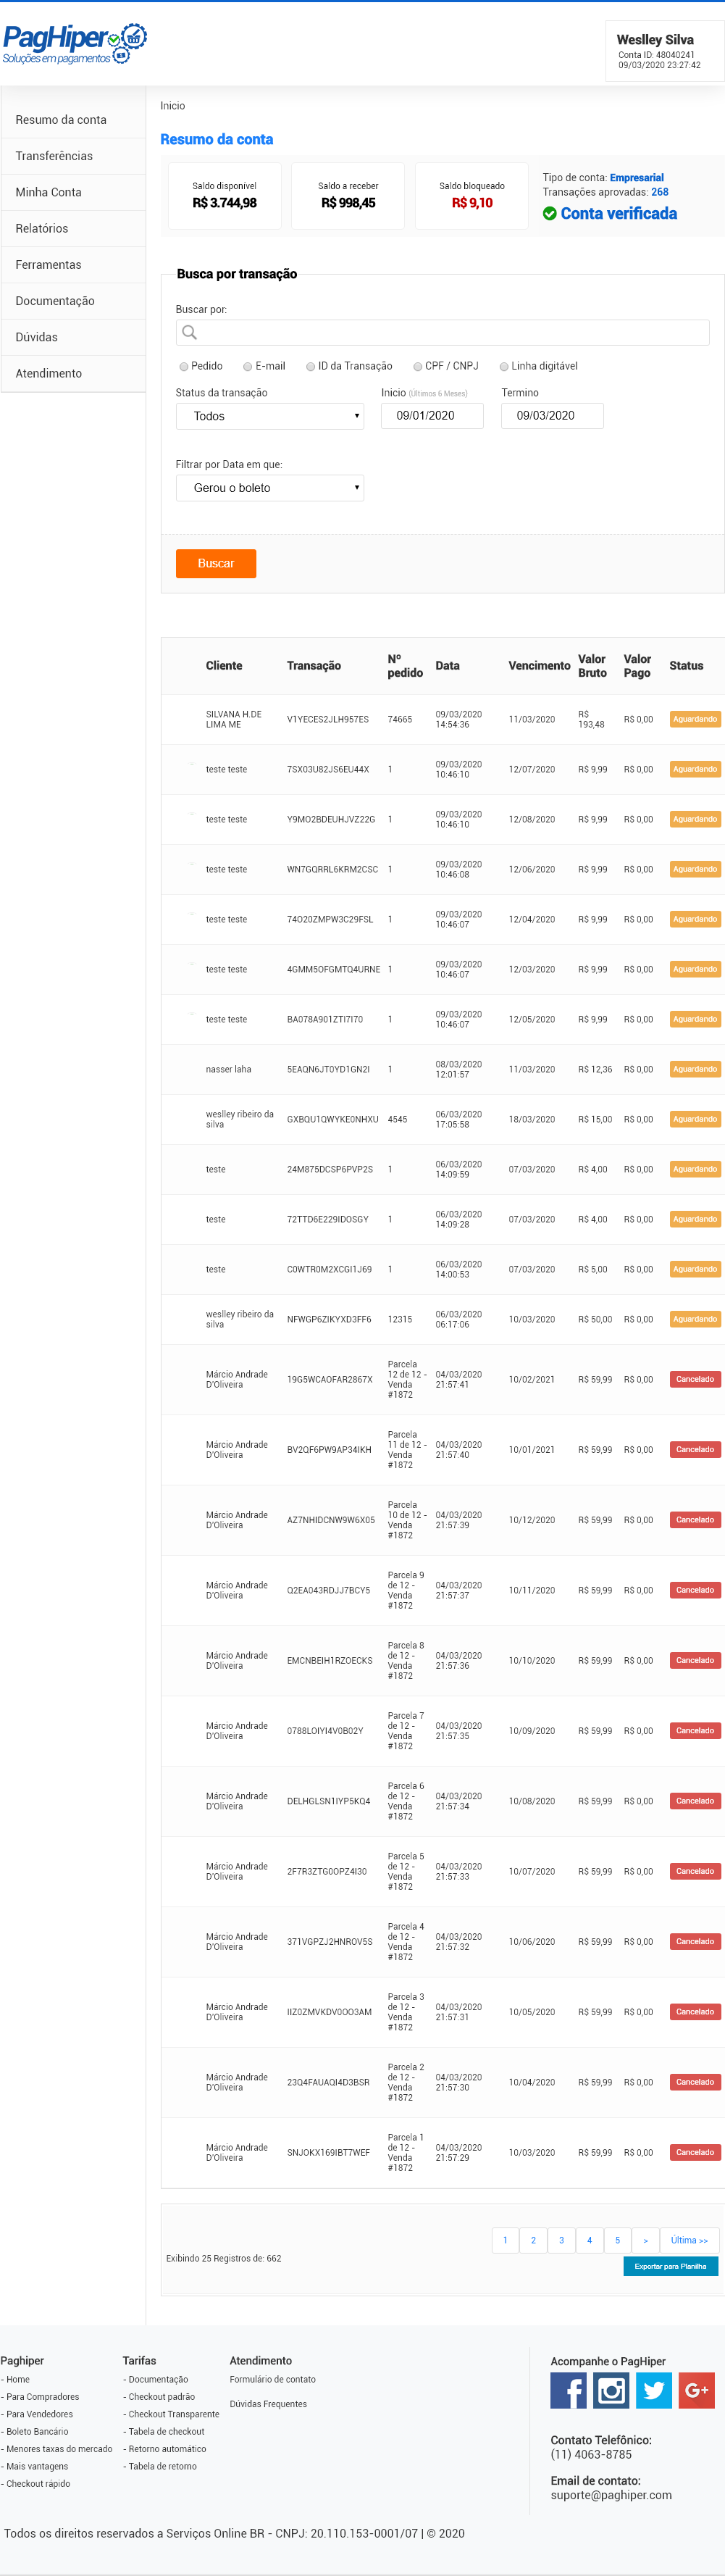 PagHiper
Soluções em pagamentos
Weslley Silva
Conta ID: 48040241
09/03/2020 23:27:42
Resumo da conta
Transferências
Minha Conta
Relatórios
Ferramentas
Documentação
Dúvidas
Atendimento
Inicio
Resumo da conta
Saldo disponível
R$ 3.744,98
Saldo a receber
R$ 998,45
Saldo bloqueado
R$ 9,10
Tipo de conta: Empresarial
Transações aprovadas: 268
Conta verificada
Busca por transação
Buscar por:
Pedido E-mail ID da Transação CPF / CNPJ Linha digitável
Status da transação Inicio (Últimos 6 Meses) Termino
Todos 09/01/2020 09/03/2020
Filtrar por Data em que:
Gerou o boleto
Buscar
Cliente Transação Nº pedido Data Vencimento Valor Bruto Valor Pago Status
SILVANA H.DE LIMA ME V1YECES2JLH957ES 74665 09/03/2020 14:54:36 11/03/2020 R$ 193,48 R$ 0,00 Aguardando
teste teste 7SX03U82JS6EU44X 1 09/03/2020 10:46:10 12/07/2020 R$ 9,99 R$ 0,00 Aguardando
teste teste Y9MO2BDEUHJVZ22G 1 09/03/2020 10:46:10 12/08/2020 R$ 9,99 R$ 0,00 Aguardando
teste teste WN7GQRRL6KRM2CSC 1 09/03/2020 10:46:08 12/06/2020 R$ 9,99 R$ 0,00 Aguardando
teste teste 74O20ZMPW3C29FSL 1 09/03/2020 10:46:07 12/04/2020 R$ 9,99 R$ 0,00 Aguardando
teste teste 4GMM5OFGMTQ4URNE 1 09/03/2020 10:46:07 12/03/2020 R$ 9,99 R$ 0,00 Aguardando
teste teste BA078A901ZTI7I70 1 09/03/2020 10:46:07 12/05/2020 R$ 9,99 R$ 0,00 Aguardando
nasser laha 5EAQN6JT0YD1GN2I 1 08/03/2020 12:01:57 11/03/2020 R$ 12,36 R$ 0,00 Aguardando
weslley ribeiro da silva GXBQU1QWYKE0NHXU 4545 06/03/2020 17:05:58 18/03/2020 R$ 15,00 R$ 0,00 Aguardando
teste 24M875DCSP6PVP2S 1 06/03/2020 14:09:59 07/03/2020 R$ 4,00 R$ 0,00 Aguardando
teste 72TTD6E229IDOSGY 1 06/03/2020 14:09:28 07/03/2020 R$ 4,00 R$ 0,00 Aguardando
teste C0WTR0M2XCGI1J69 1 06/03/2020 14:00:53 07/03/2020 R$ 5,00 R$ 0,00 Aguardando
weslley ribeiro da silva NFWGP6ZIKYXD3FF6 12315 06/03/2020 06:17:06 10/03/2020 R$ 50,00 R$ 0,00 Aguardando
Márcio Andrade D'Oliveira 19G5WCAOFAR2867X Parcela 12 de 12 - Venda #1872 04/03/2020 21:57:41 10/02/2021 R$ 59,99 R$ 0,00 Cancelado
Márcio Andrade D'Oliveira BV2QF6PW9AP34IKH Parcela 11 de 12 - Venda #1872 04/03/2020 21:57:40 10/01/2021 R$ 59,99 R$ 0,00 Cancelado
Márcio Andrade D'Oliveira AZ7NHIDCNW9W6X05 Parcela 10 de 12 - Venda #1872 04/03/2020 21:57:39 10/12/2020 R$ 59,99 R$ 0,00 Cancelado
Márcio Andrade D'Oliveira Q2EA043RDJJ7BCY5 Parcela 9 de 12 - Venda #1872 04/03/2020 21:57:37 10/11/2020 R$ 59,99 R$ 0,00 Cancelado
Márcio Andrade D'Oliveira EMCNBEIH1RZOECKS Parcela 8 de 12 - Venda #1872 04/03/2020 21:57:36 10/10/2020 R$ 59,99 R$ 0,00 Cancelado
Márcio Andrade D'Oliveira 0788LOIYI4V0B02Y Parcela 7 de 12 - Venda #1872 04/03/2020 21:57:35 10/09/2020 R$ 59,99 R$ 0,00 Cancelado
Márcio Andrade D'Oliveira DELHGLSN1IYP5KQ4 Parcela 6 de 12 - Venda #1872 04/03/2020 21:57:34 10/08/2020 R$ 59,99 R$ 0,00 Cancelado
Márcio Andrade D'Oliveira 2F7R3ZTG0OPZ4I30 Parcela 5 de 12 - Venda #1872 04/03/2020 21:57:33 10/07/2020 R$ 59,99 R$ 0,00 Cancelado
Márcio Andrade D'Oliveira 371VGPZJ2HNROV5S Parcela 4 de 12 - Venda #1872 04/03/2020 21:57:32 10/06/2020 R$ 59,99 R$ 0,00 Cancelado
Márcio Andrade D'Oliveira IIZ0ZMVKDV0OO3AM Parcela 3 de 12 - Venda #1872 04/03/2020 21:57:31 10/05/2020 R$ 59,99 R$ 0,00 Cancelado
Márcio Andrade D'Oliveira 23Q4FAUAQI4D3BSR Parcela 2 de 12 - Venda #1872 04/03/2020 21:57:30 10/04/2020 R$ 59,99 R$ 0,00 Cancelado
Márcio Andrade D'Oliveira SNJOKX169IBT7WEF Parcela 1 de 12 - Venda #1872 04/03/2020 21:57:29 10/03/2020 R$ 59,99 R$ 0,00 Cancelado
1 2 3 4 5 > Última >>
Exibindo 25 Registros de: 662
Exportar para Planilha
Paghiper
- Home
- Para Compradores
- Para Vendedores
- Boleto Bancário
- Menores taxas do mercado
- Mais vantagens
- Checkout rápido
Tarifas
- Documentação
- Checkout padrão
- Checkout Transparente
- Tabela de checkout
- Retorno automático
- Tabela de retorno
Atendimento
Formulário de contato
Dúvidas Frequentes
Acompanhe o PagHiper
Contato Telefônico:
(11) 4063-8785
Email de contato:
suporte@paghiper.com
Todos os direitos reservados a Serviços Online BR - CNPJ: 20.110.153-0001/07 | © 2020